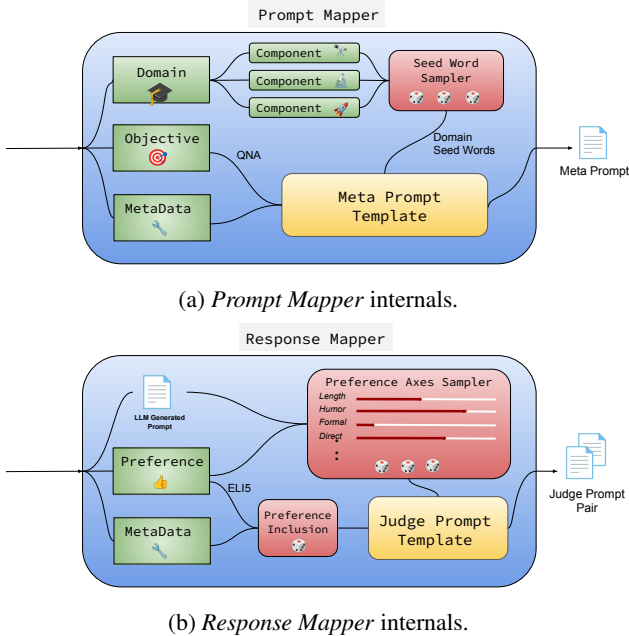 Prompt Mapper
Domain
Component
Component
Component
Seed Word
Sampler
Objective
QNA
Domain
Seed Words
MetaData
Meta Prompt
Template
Meta Prompt
(a) Prompt Mapper internals.
Response Mapper
LLM Generated
Prompt
Preference Axes Sampler
Length
Humor
Formal
Direct
Preference
ELI5
MetaData
Preference
Inclusion
Judge Prompt
Template
Judge Prompt
Pair
(b) Response Mapper internals.